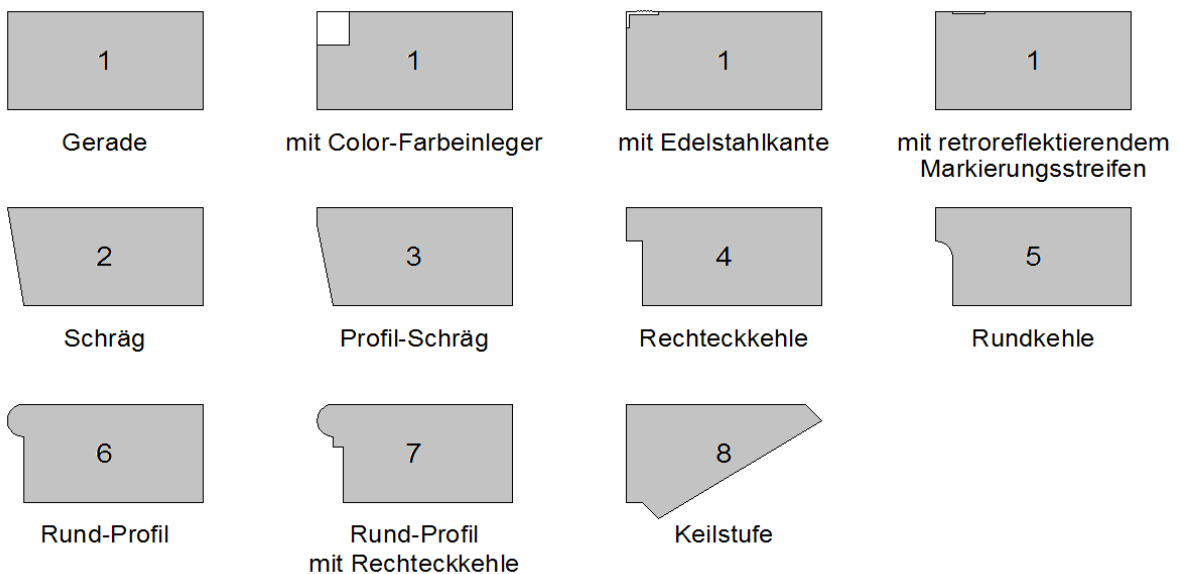 1
1
1
1
Gerade
mit Color-Farbeinleger
mit Edelstahlkante
mit retroreflektierendem
Markierungsstreifen
2
3
4
5
Schräg
Profil-Schräg
Rechteckkehle
Rundkehle
6
7
8
Rund-Profil
Rund-Profil
mit Rechteckkehle
Keilstufe